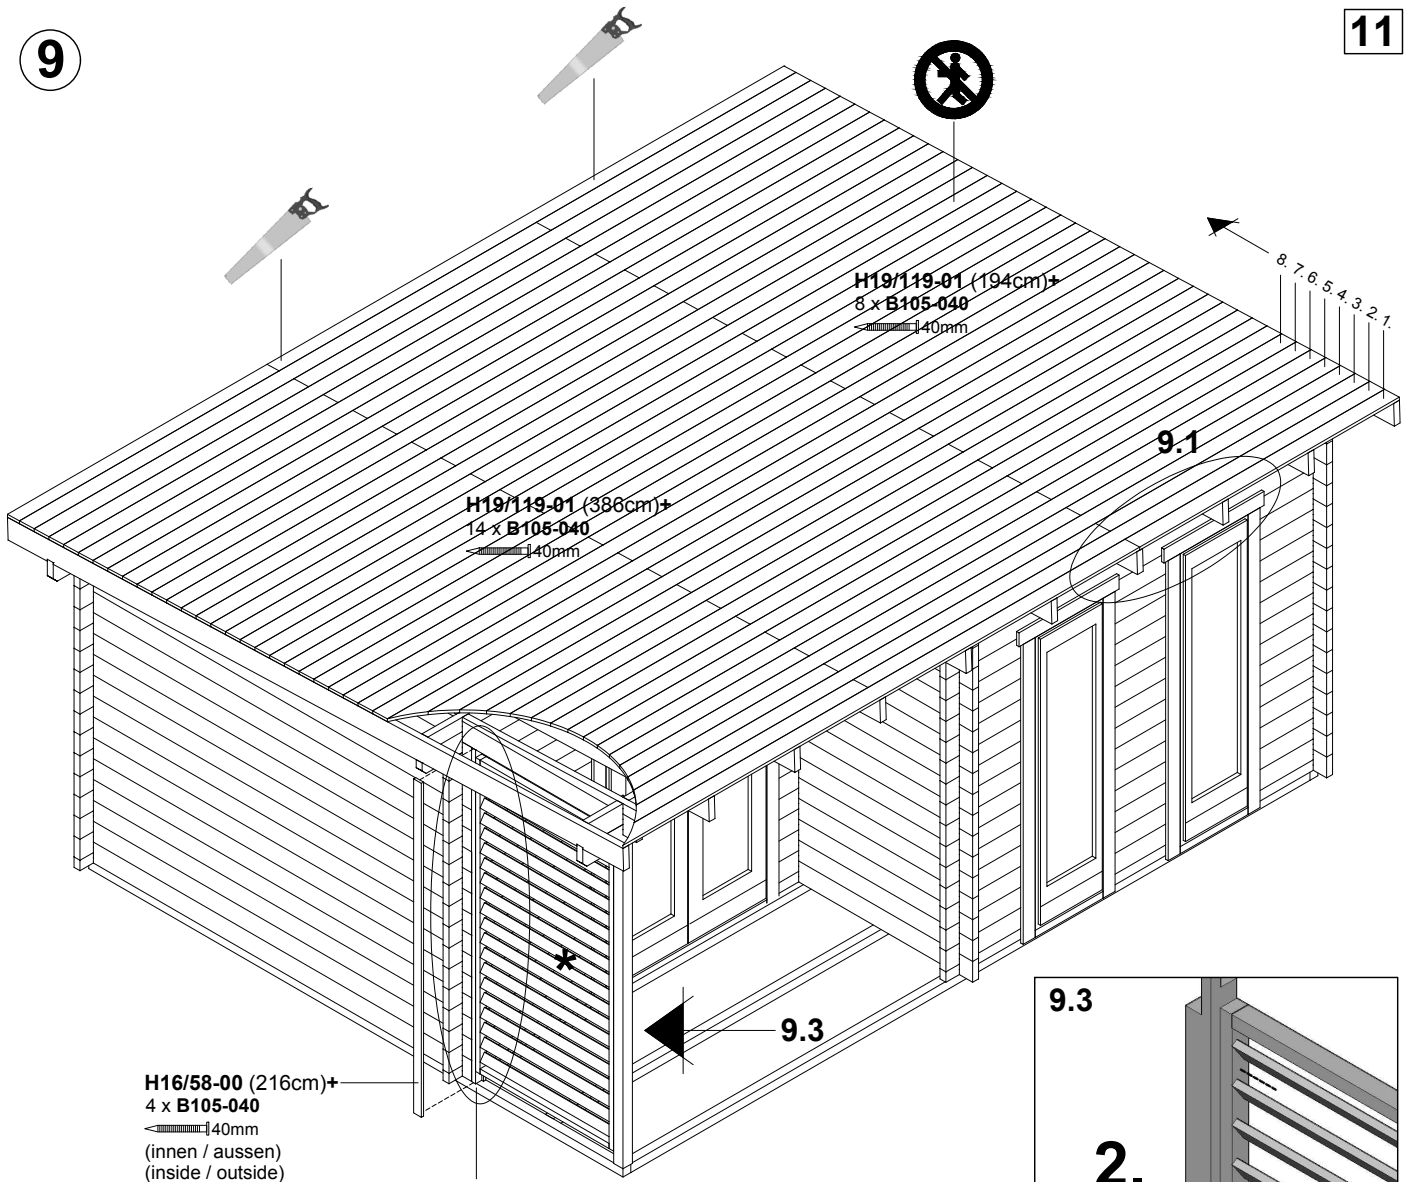 9
11
8. 7. 6. 5. 4. 3. 2. 1.
H19/119-01 (194cm)+
8 x B105-040
40mm
9.1
H19/119-01 (386cm)+
14 x B105-040
40mm
*
9.3
9.3
2.
H16/58-00 (216cm)+
4 x B105-040
40mm
(innen / aussen)
(inside / outside)